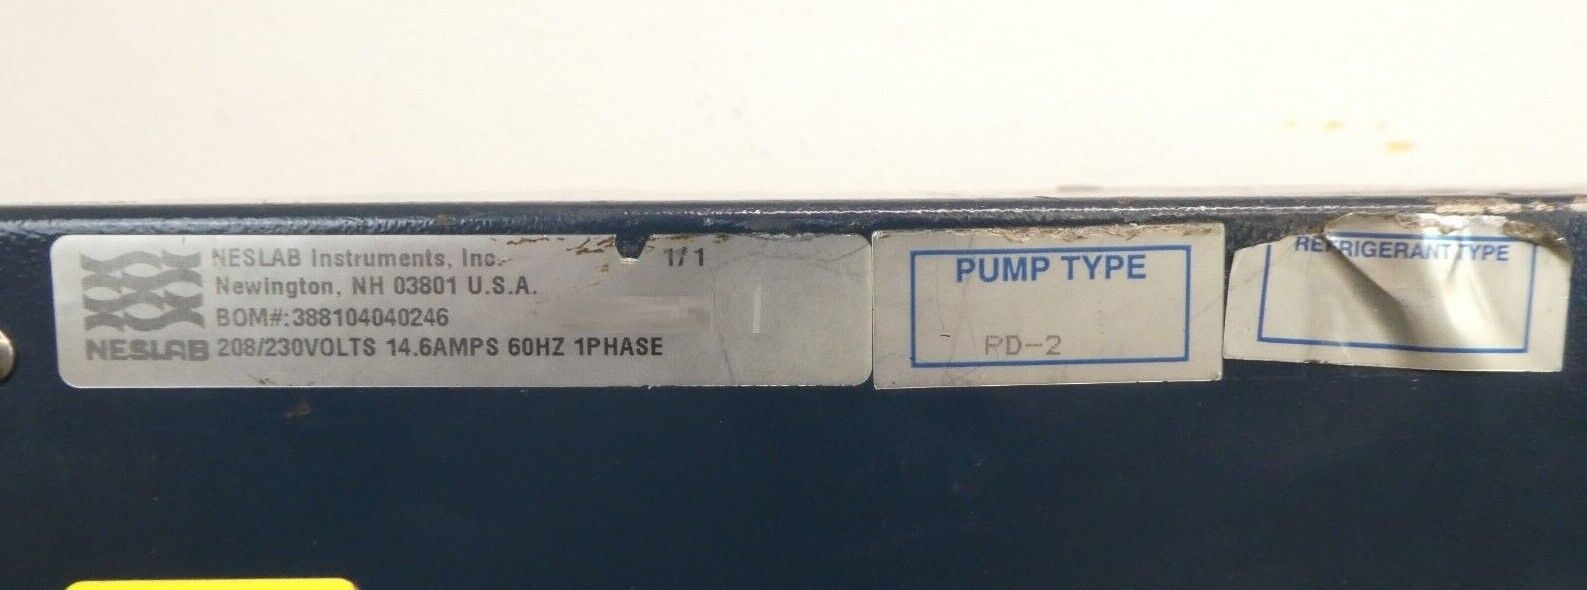 NESLAB Instruments, Inc.
1/1
Newington, NH 03801 U.S.A.
BOM#:388104040246
NESLAB
208/230VOLTS 14.6AMPS 60HZ 1PHASE
PUMP TYPE
PD-2
REFRIGERANT TYPE